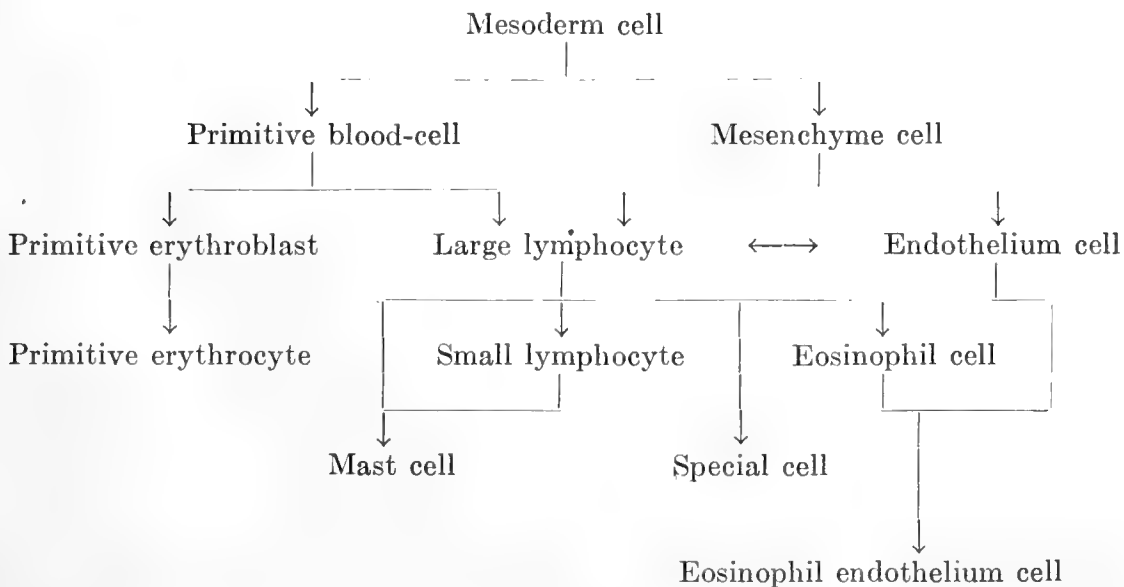 Mesoderm cell
Primitive blood-cell Mesenchyme cell
Primitive erythroblast Large lymphocyte Endothelium cell
Primitive erythrocyte Small lymphocyte Eosinophil cell
Mast cell Special cell
Eosinophil endothelium cell